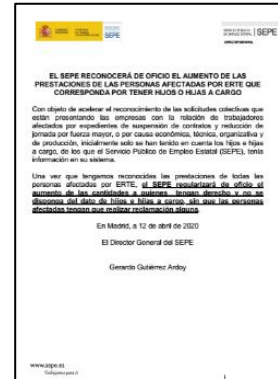 SEPE
SEPE
EL SEPE RECONOCERÁ DE OFICIO EL AUMENTO DE LAS
PRESTACIONES DE LAS PERSONAS AFECTADAS POR ERTE QUE
CORRESPONDA POR TENER HIJOS O HIJAS A CARGO
Con objeto de acelerar el reconocimiento de las solicitudes colectivas que
están presentando las empresas con la relación de trabajadores
afectados por expedientes de suspensión de contratos y reducción de
jornada por fuerza mayor, o por causa económica, técnica, organizativa y
de producción, inicialmente solo se han tenido en cuenta los hijos e hijas
a cargo, de los que el Servicio Público de Empleo Estatal (SEPE), tenía
información en su sistema.
Una vez que tengamos reconocidas las prestaciones de todas las
personas afectadas por ERTE, el SEPE regularizará de oficio el
aumento de las cantidades a quienes tengan derecho y no se
disponga del dato de hijos e hijas a cargo, sin que las personas
afectadas tengan que realizar reclamación alguna.
En Madrid, a 12 de abril de 2020
El Director General del SEPE
Gerardo Gutiérrez Ardoy
www.sepe.es